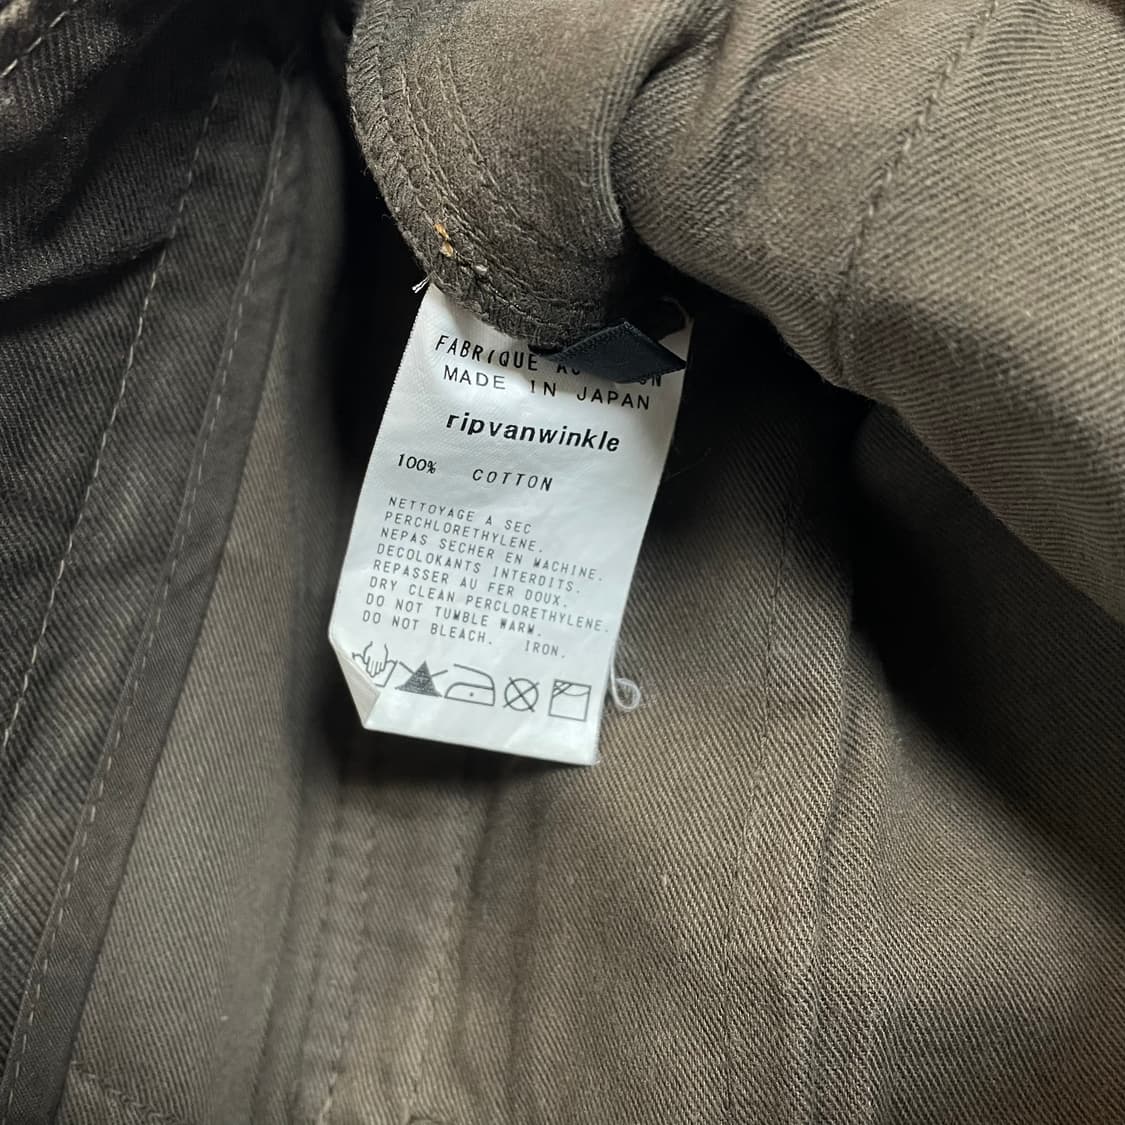 FABRIQUE
MADE IN JAPAN
ripvanwinkle
100% COTTON
NETTOYAGE A SEC
PERCHLORETHYLENE.
NEPAS SECHER EN MACHINE.
DECOLOKANTS INTERDITS.
REPASSER AU FER DOUX.
DRY CLEAN PERCLORETHYLENE.
DO NOT TUMBLE WARM.
DO NOT BLEACH. IRON.